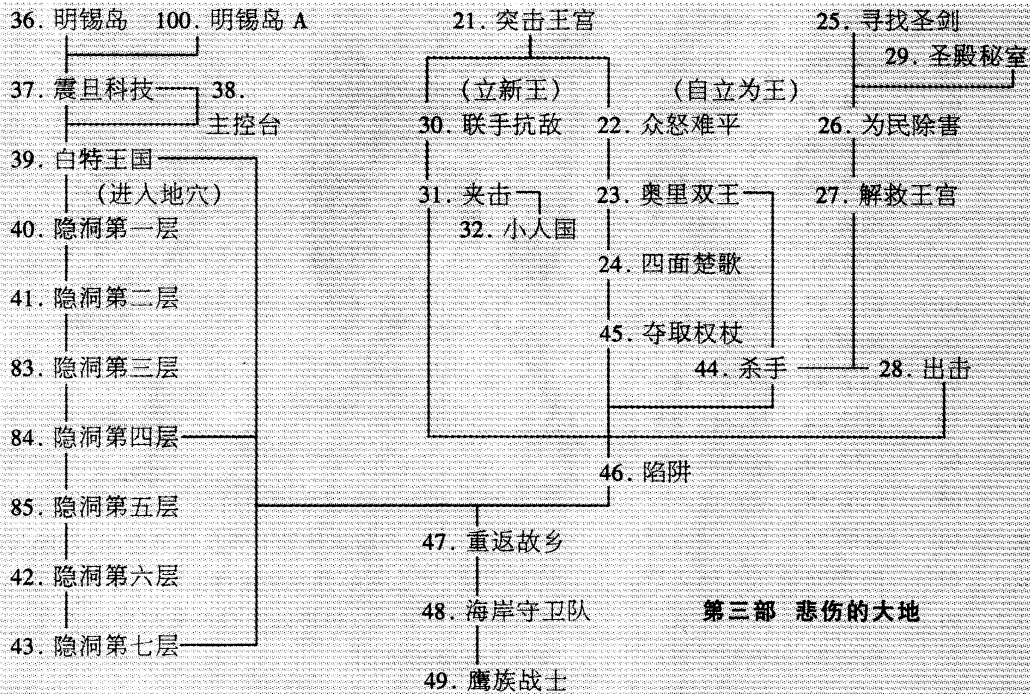 36. 明锡岛
100. 明锡岛 A
37. 震旦科技
38.
主控台
39. 白特王国
(进入地穴)
40. 隐洞第一层
41. 隐洞第二层
83. 隐洞第三层
84. 隐洞第四层
85. 隐洞第五层
42. 隐洞第六层
43. 隐洞第七层
21. 突击王宫
(立新王)
(自立为王)
30. 联手抗敌
22. 众怒难平
31. 夹击
32. 小人国
23. 奥里双王
24. 四面楚歌
45. 夺取权杖
44. 杀手
25. 寻找圣剑
29. 圣殿秘室
26. 为民除害
27. 解救王宫
28. 出击
46. 陷阱
47. 重返故乡
48. 海岸守卫队
49. 鹰族战士
第三部 悲伤的大地